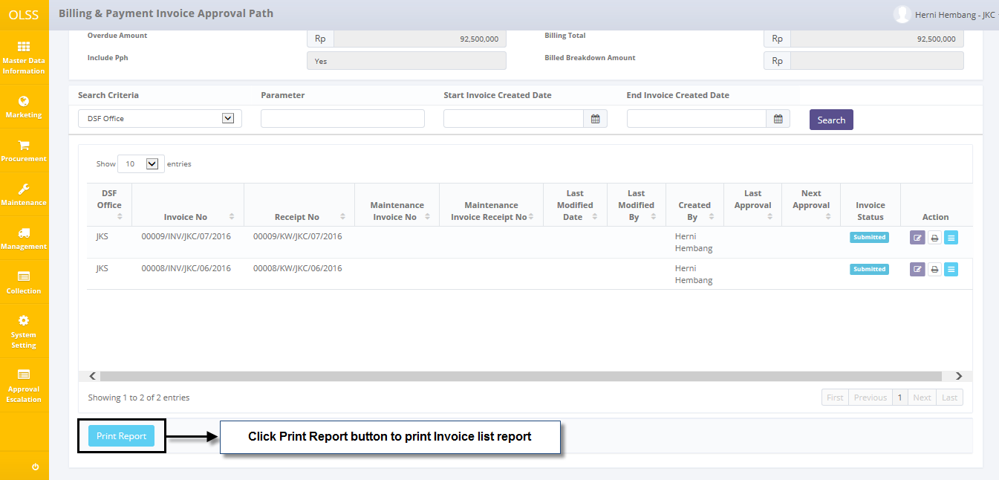 OLSS
Billing & Payment Invoice Approval Path
Herni Hembang - JKC
Master Data
Information
Marketing
Procurement
Maintenance
Management
Collection
System
Setting
Approval
Escalation
Overdue Amount
Rp
92,500,000
Billing Total
Rp
92,500,000
Include Pph
Yes
Billed Breakdown Amount
Rp
Search Criteria
Parameter
Start Invoice Created Date
End Invoice Created Date
DSF Office
Search
Show 10 entries
DSF
Office
Invoice No
Receipt No
Maintenance
Invoice No
Maintenance
Invoice Receipt No
Last
Modified
Date
Last
Modified
By
Created
By
Last
Approval
Next
Approval
Invoice
Status
Action
JKS 00009/INV/JKC/07/2016 00009/KW/JKC/07/2016 Herni Submitted
Hembang
JKS 00008/INV/JKC/06/2016 00008/KW/JKC/06/2016 Herni Submitted
Hembang
Showing 1 to 2 of 2 entries
First Previous 1 Next Last
Print Report
Click Print Report button to print Invoice list report